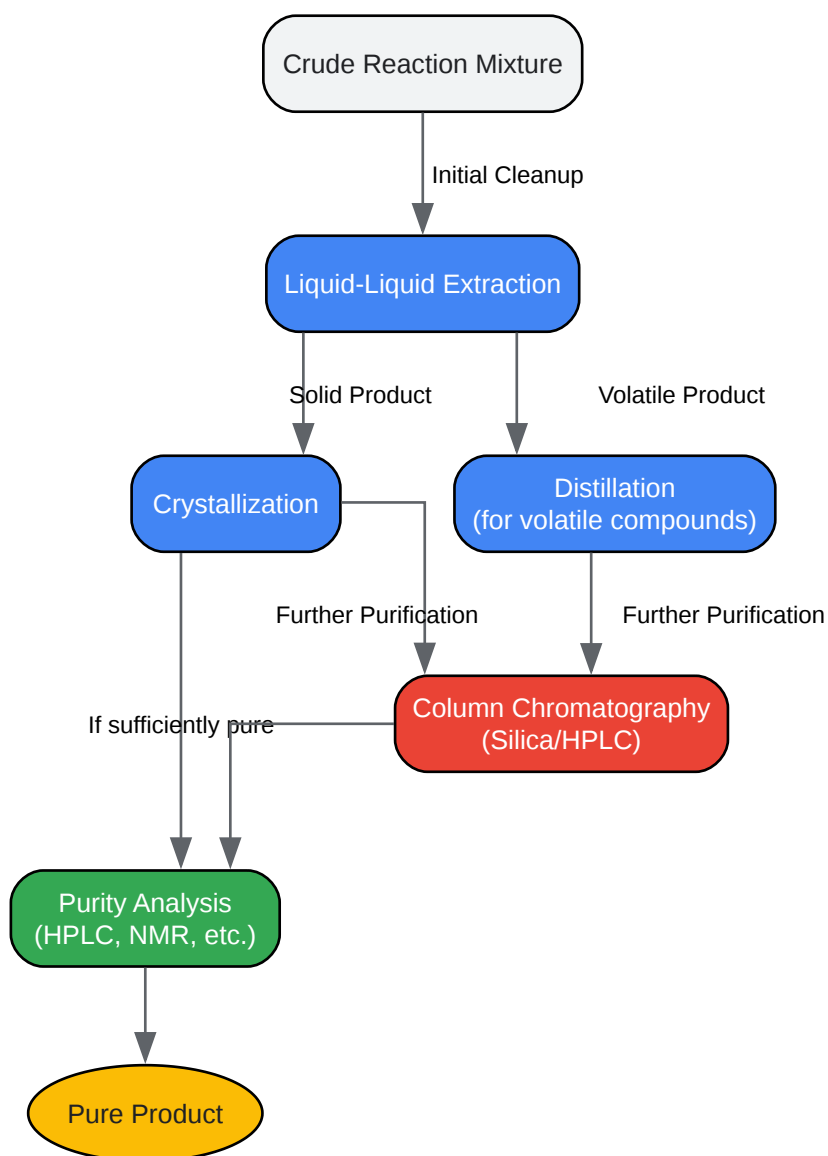 Crude Reaction Mixture
Initial Cleanup
Liquid-Liquid Extraction
Solid Product
Volatile Product
Crystallization
Distillation
(for volatile compounds)
Further Purification
Further Purification
Column Chromatography
(Silica/HPLC)
If sufficiently pure
Purity Analysis
(HPLC, NMR, etc.)
Pure Product